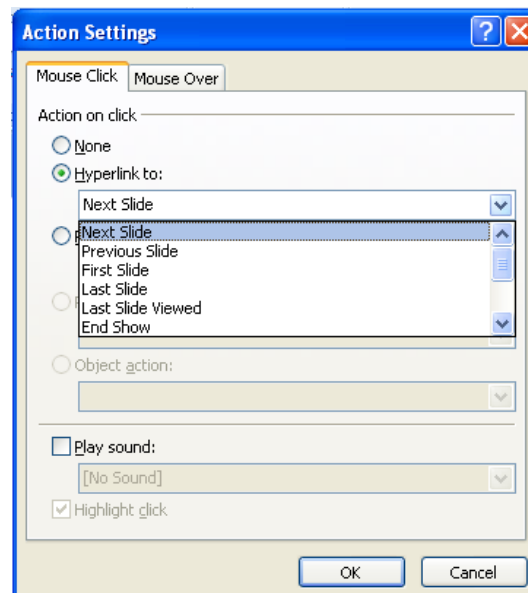 Action Settings
Mouse Click Mouse Over
Action on click
None
Hyperlink to:
Next Slide
Next Slide
Previous Slide
First Slide
Last Slide
Last Slide Viewed
End Show
Object action:
Play sound:
[No Sound]
Highlight click
OK Cancel